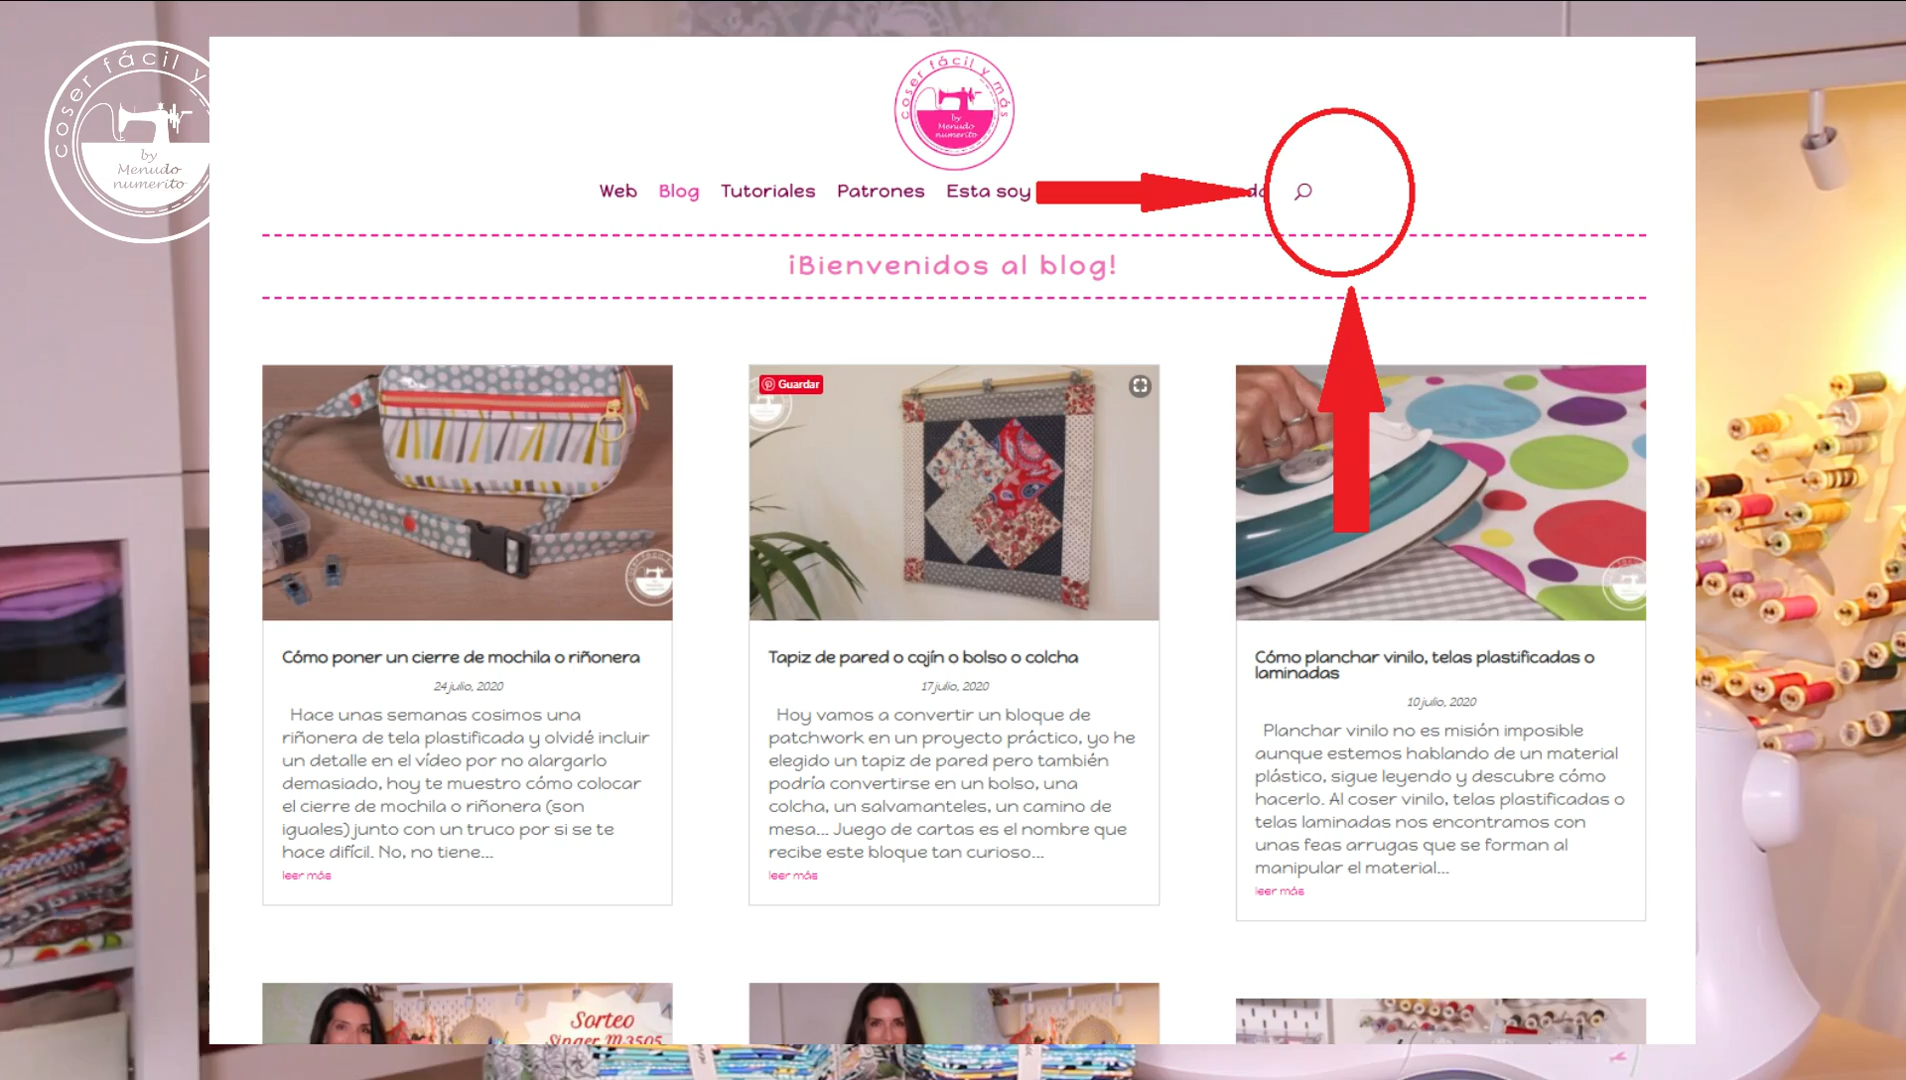 coser fácil y
by
Menudo
numerito
coser fácil y más
by
Menudo
numerito
Web Blog Tutoriales Patrones Esta soy
¡Bienvenidos al blog!
Guardar
Cómo poner un cierre de mochila o riñonera
24 julio, 2020
Hace unas semanas cosimos una
riñonera de tela plastificada y olvidé incluir
un detalle en el vídeo por no alargarlo
demasiado, hoy te muestro cómo colocar
el cierre de mochila o riñonera (son
iguales) junto con un truco por si se te
hace difícil. No, no tiene...
leer más
Tapiz de pared o cojín o bolso o colcha
17 julio, 2020
Hoy vamos a convertir un bloque de
patchwork en un proyecto práctico, yo he
elegido un tapiz de pared pero también
podría convertirse en un bolso, una
colcha, un salvamanteles, un camino de
mesa... Juego de cartas es el nombre que
recibe este bloque tan curioso...
leer más
Cómo planchar vinilo, telas plastificadas o
laminadas
10 julio, 2020
Planchar vinilo no es misión imposible
aunque estemos hablando de un material
plástico, sigue leyendo y descubre cómo
hacerlo. Al coser vinilo, telas plastificadas o
telas laminadas nos encontramos con
unas feas arrugas que se forman al
manipular el material...
leer más
Sorteo
Singer M3505